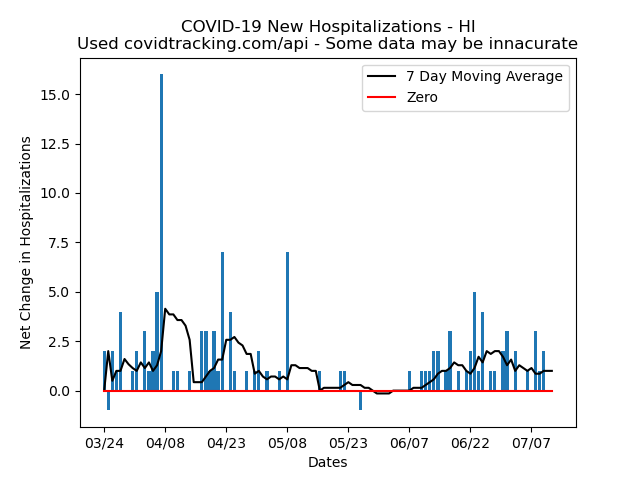 COVID-19 New Hospitalizations - HI
Used covidtracking.com/api - Some data may be innacurate
7 Day Moving Average
Zero
Net Change in Hospitalizations
15.0
12.5
10.0
7.5
5.0
2.5
0.0
03/24 04/08 04/23 05/08 05/23 06/07 06/22 07/07
Dates